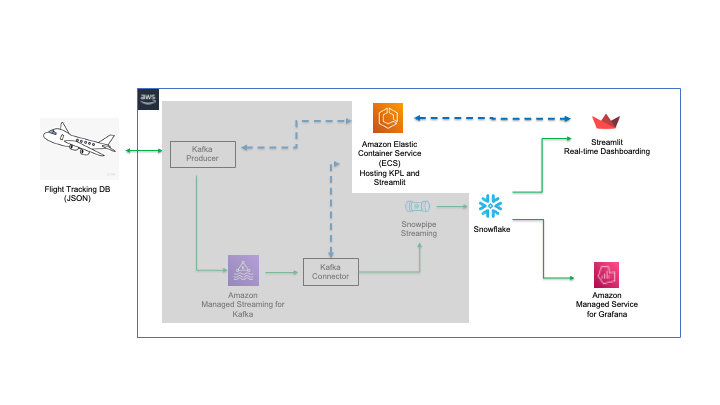 aws
Amazon Elastic
Container Service
(ECS)
Hosting KPL and
Streamlit
Streamlit
Real-time Dashboarding
Kafka
Producer
Flight Tracking DB
(JSON)
Snowpipe
Streaming
Snowflake
Kafka
Connector
Amazon
Managed Streaming for
Kafka
Amazon
Managed Service
for Grafana